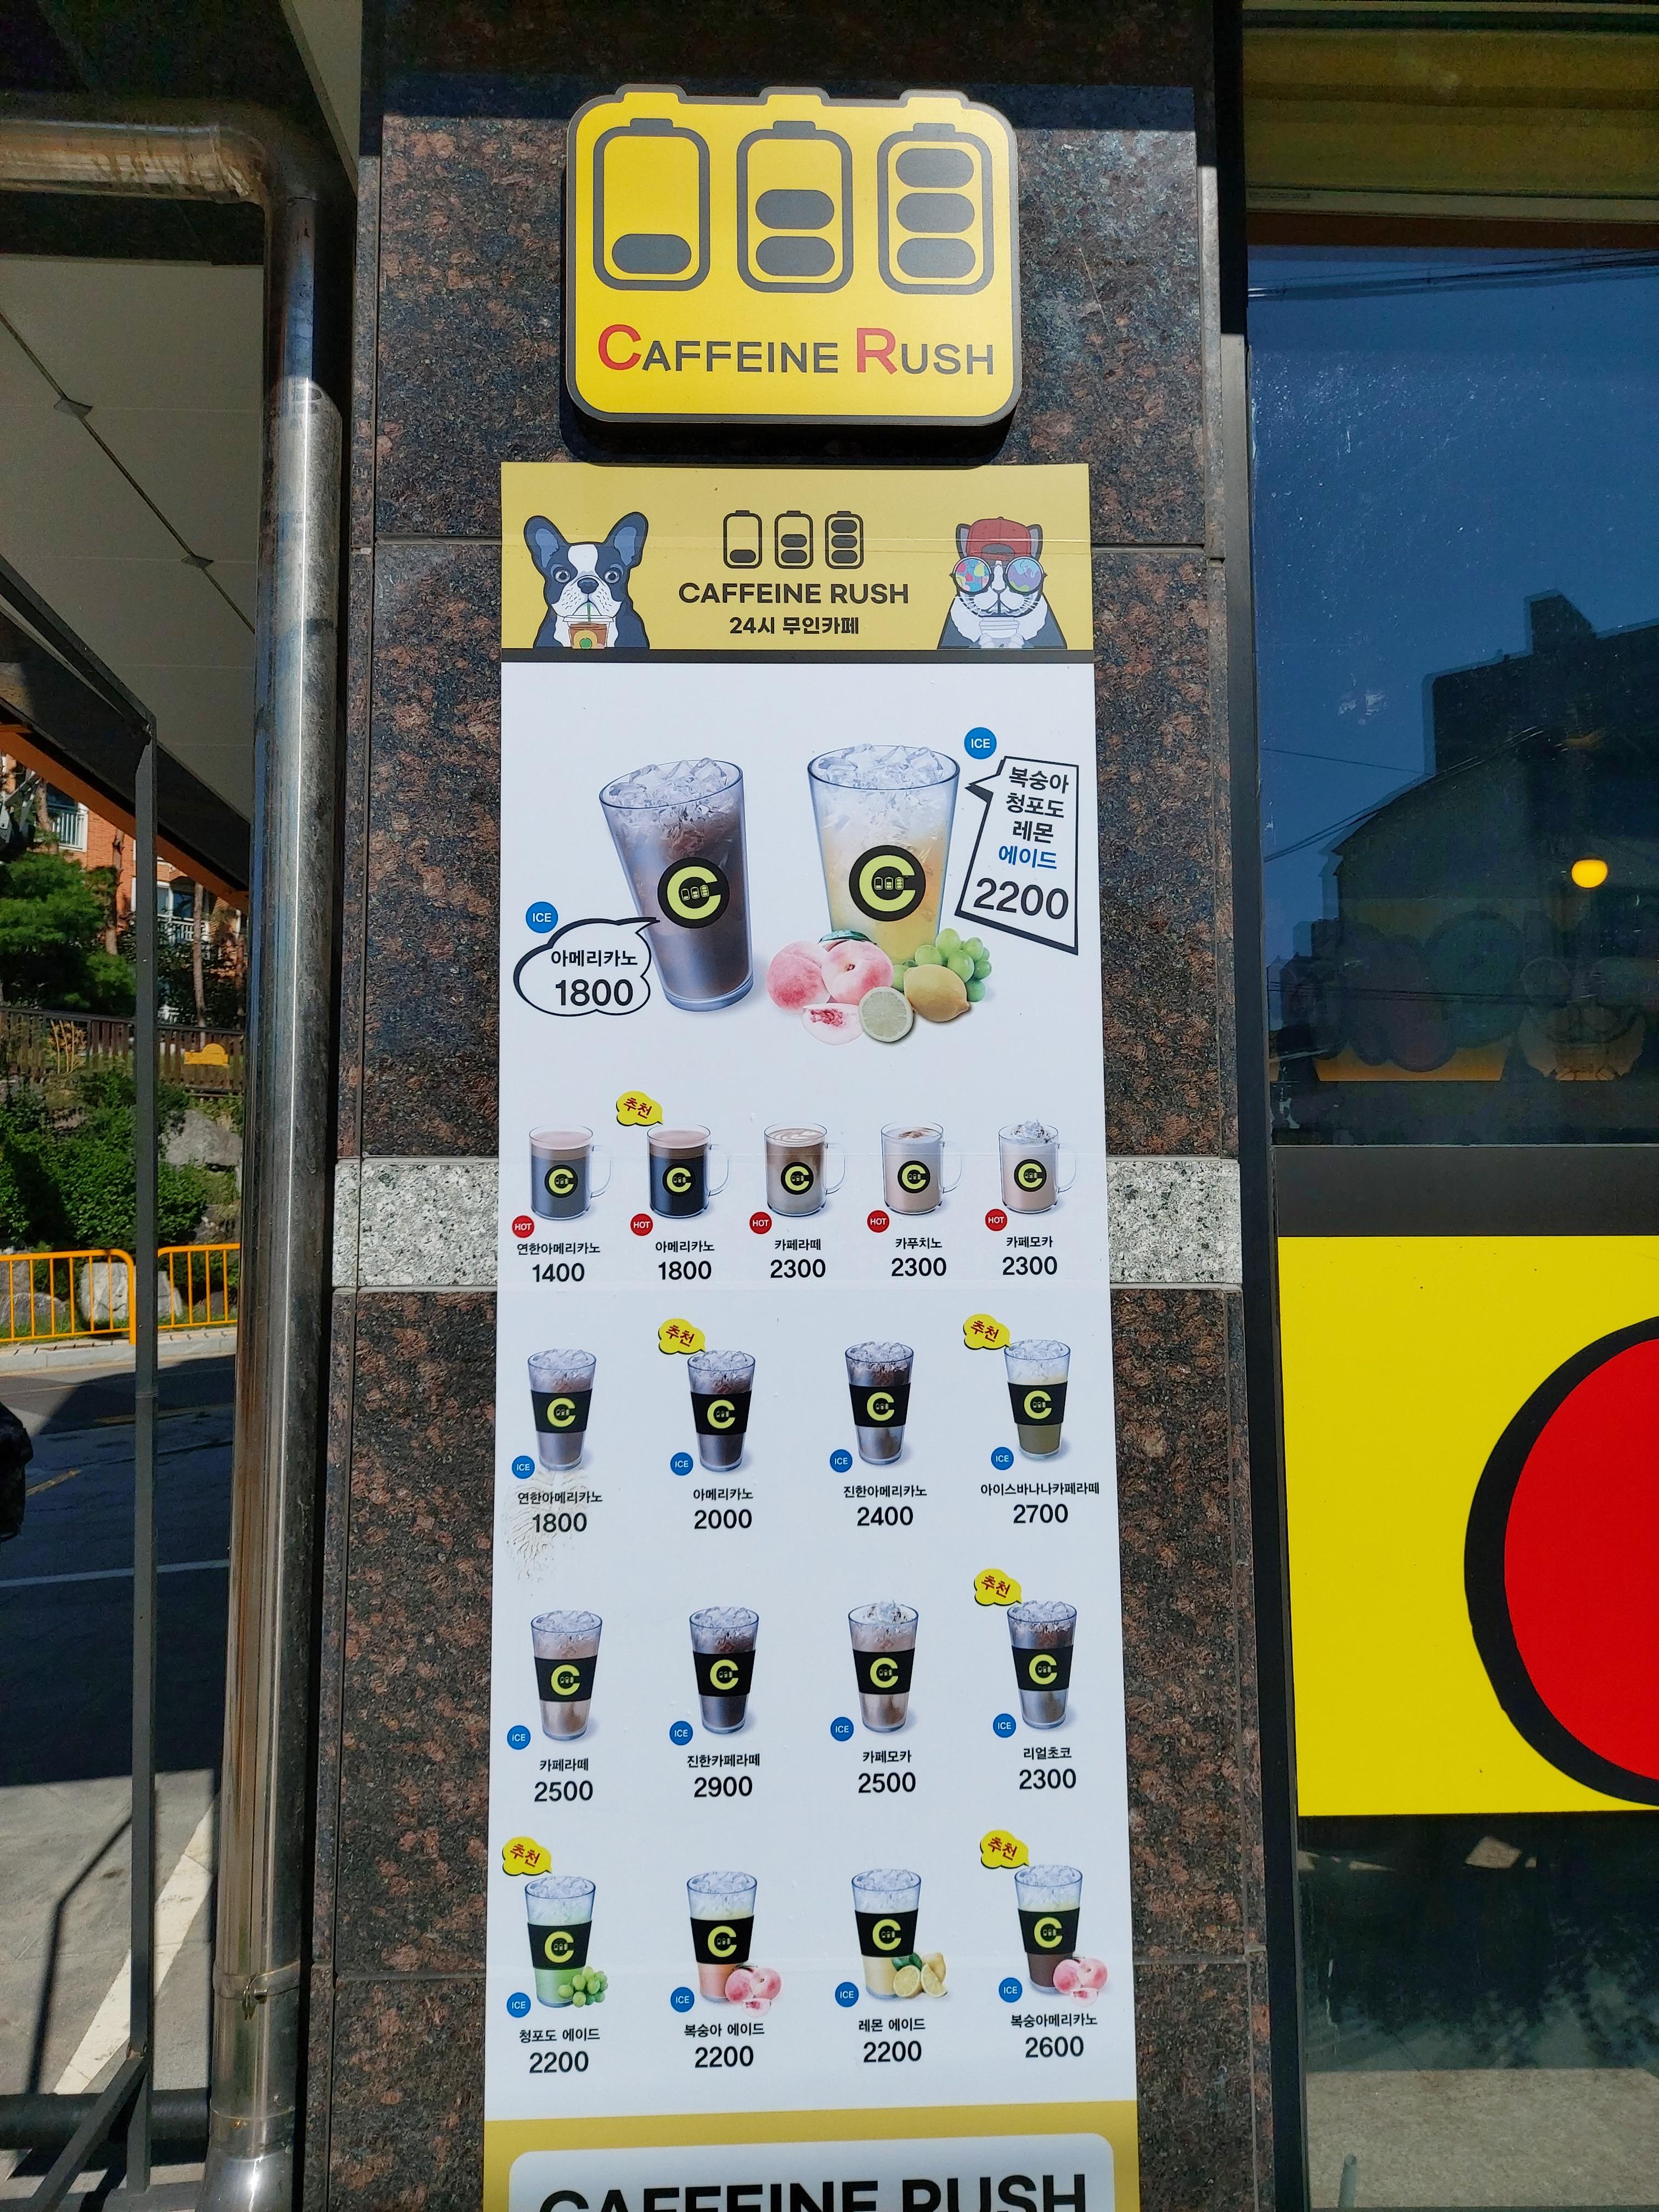 CAFFEINE RUSH
CAFFEINE RUSH
24시 무인카페
ICE
복숭아
청포도
레몬
에이드
2200
ICE
아메리카노
1800
추천
HOT HOT HOT HOT HOT
연한아메리카노 아메리카노 카페라떼 카푸치노 카페모카
1400 1800 2300 2300 2300
추천 추천
ICE ICE ICE ICE
연한아메리카노 아메리카노 진한아메리카노 아이스바나나카페라떼
1800 2000 2400 2700
추천
ICE ICE ICE ICE
카페라떼 진한카페라떼 카페모카 리얼초코
2500 2900 2500 2300
추천 추천
ICE ICE ICE ICE
청포도 에이드 복숭아 에이드 레몬 에이드 복숭아메리카노
2200 2200 2200 2600
CAFFEINE RUSH